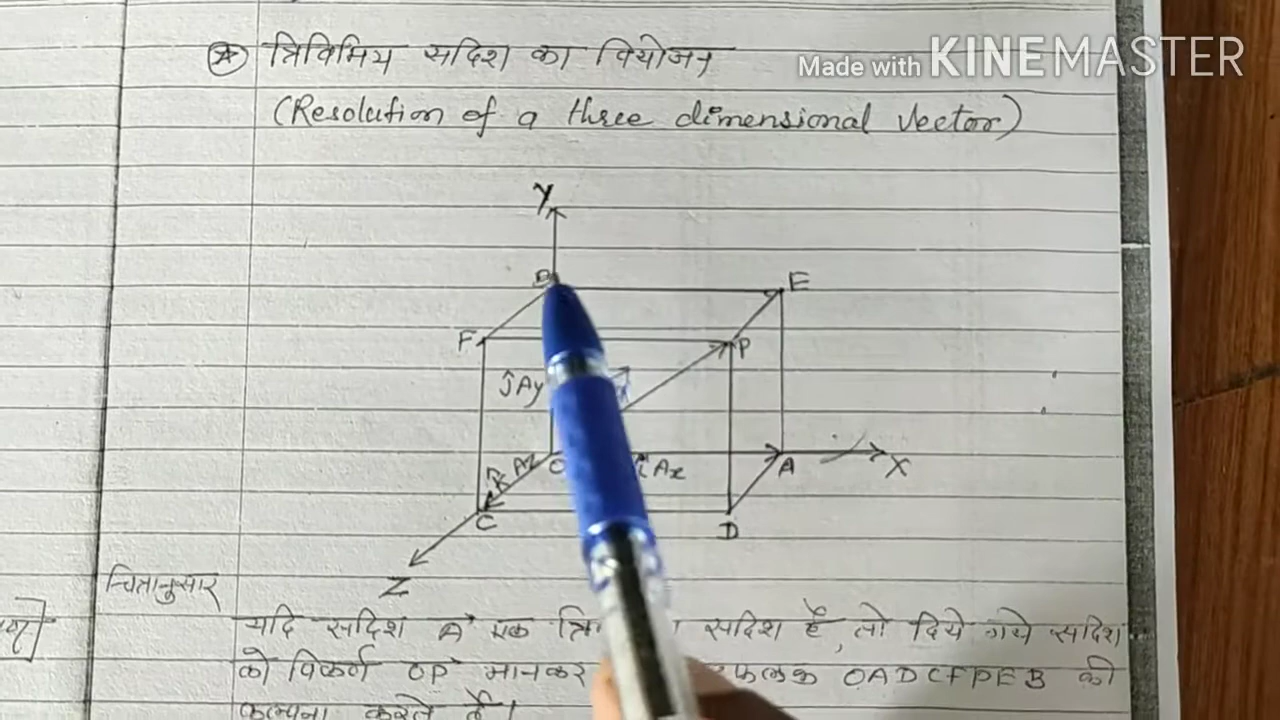 त्रिविमिय सदिश का वियोजन
Made with KINEMASTER
(Resolution of a three dimensional vector)
Y
B E
F P
ĵAy
k̂ Az O îAx A X
C D
Z
चित्रानुसार
यदि सदिश A एक सदिश है, तो दिये गये सदिश
को विकर्ण OP मानकर फलक OADCFPEB की
कल्पना करते हैं।